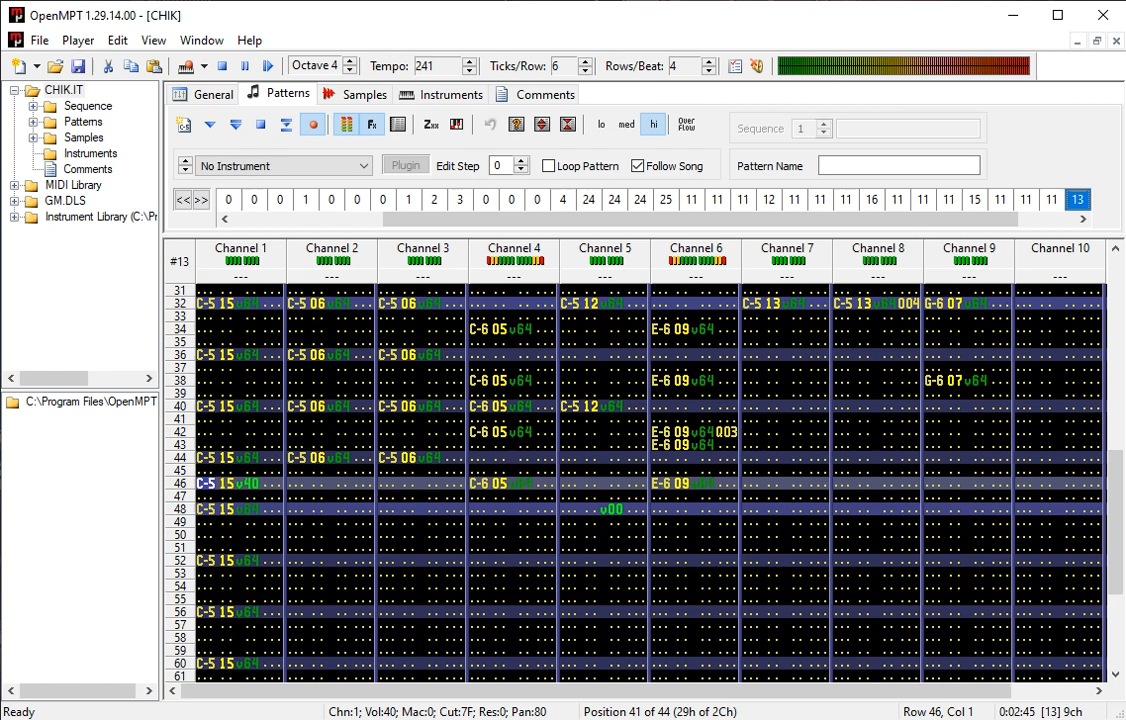 OpenMPT 1.29.14.00 - [CHIK]
File Player Edit View Window Help
Octave 4 Tempo: 241 Ticks/Row: 6 Rows/Beat: 4
CHIK.IT
Sequence
Patterns
Samples
Instruments
Comments
MIDI Library
GM.DLS
Instrument Library (C:\Pr
C:\Program Files\OpenMPT
General Patterns Samples Instruments Comments
Fx Zxx lo med hi OVER FLOW Sequence 1
No Instrument Plugin Edit Step 0 Loop Pattern Follow Song Pattern Name
<< >> 0 0 0 1 0 0 1 2 3 0 0 0 4 24 24 24 25 11 11 11 12 11 11 11 16 11 11 11 15 11 11 11 13
#13 Channel 1 Channel 2 Channel 3 Channel 4 Channel 5 Channel 6 Channel 7 Channel 8 Channel 9 Channel 10
--- --- --- --- --- --- --- --- --- ---
31
32 C-5 15 v64 C-5 06 v64 C-5 06 v64 C-5 12 v64 C-5 13 v64 C-5 13 v64 004 G-6 07 v64
33
34 C-6 05 v64 E-6 09 v64
35
36 C-5 15 v64 C-5 06 v64 C-5 06 v64
37
38 C-6 05 v64 E-6 09 v64 G-6 07 v64
39
40 C-5 15 v64 C-5 06 v64 C-5 06 v64 C-6 05 v64 C-5 12 v64
41
42 C-6 05 v64 E-6 09 v64 Q03
43 E-6 09 v64
44 C-5 15 v64 C-5 06 v64 C-5 06 v64
45
46 C-5 15 v40 C-6 05 v64 E-6 09 v64
47
48 C-5 15 v64 v00
49
50
51
52 C-5 15 v64
53
54
55
56 C-5 15 v64
57
58
59
60 C-5 15 v64
61
Ready Chn:1; Vol:40; Mac:0; Cut:7F; Res:0; Pan:80 Position 41 of 44 (29h of 2Ch) Row 46, Col 1 0:02:45 [13] 9ch